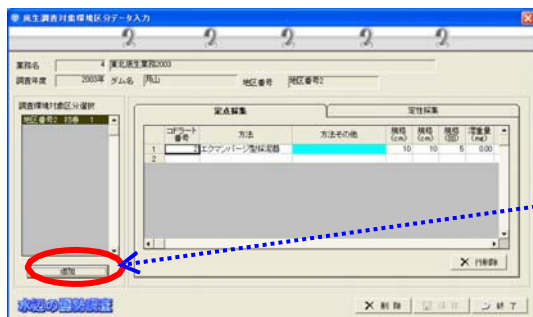 底生調査対象環境区分データ入力
業務名 4 東北底生業務2003
調査年度 2003年 ダム名 月山 地区番号 地区番号2
調査環境対象区分選択
地区番号2 初春 1
定点採集 定性採集
コドラート番号 方法 方法その他 規格(cm) 規格(cm) 規格(回) 湿重量(mg)
1 2 エクマンバージ型採泥器 10 10 5 0.00
2
行削除
追加
水辺の国勢調査
削除 保存 終了